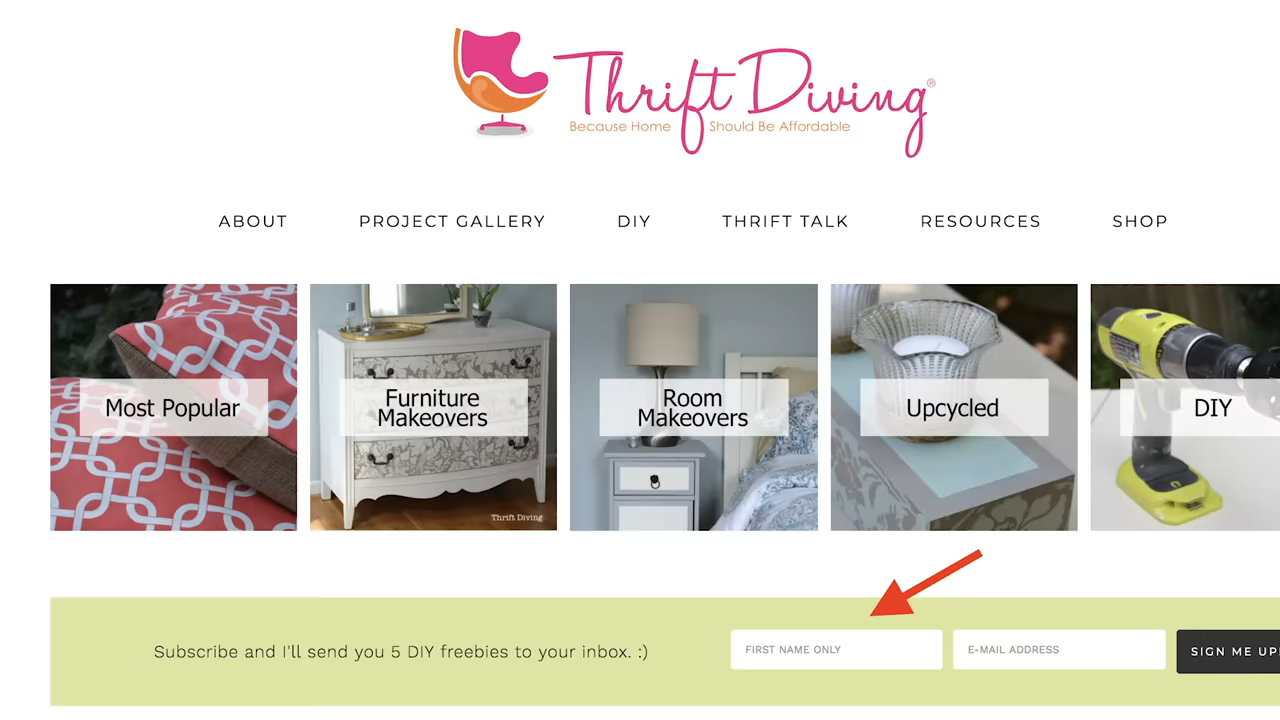 Thrift Diving®
Because Home Should Be Affordable
ABOUT PROJECT GALLERY DIY THRIFT TALK RESOURCES SHOP
Most Popular
Furniture
Makeovers
Thrift Diving
Room
Makeovers
Upcycled
DIY
Subscribe and I'll send you 5 DIY freebies to your inbox. :)
FIRST NAME ONLY
E-MAIL ADDRESS
SIGN ME UP